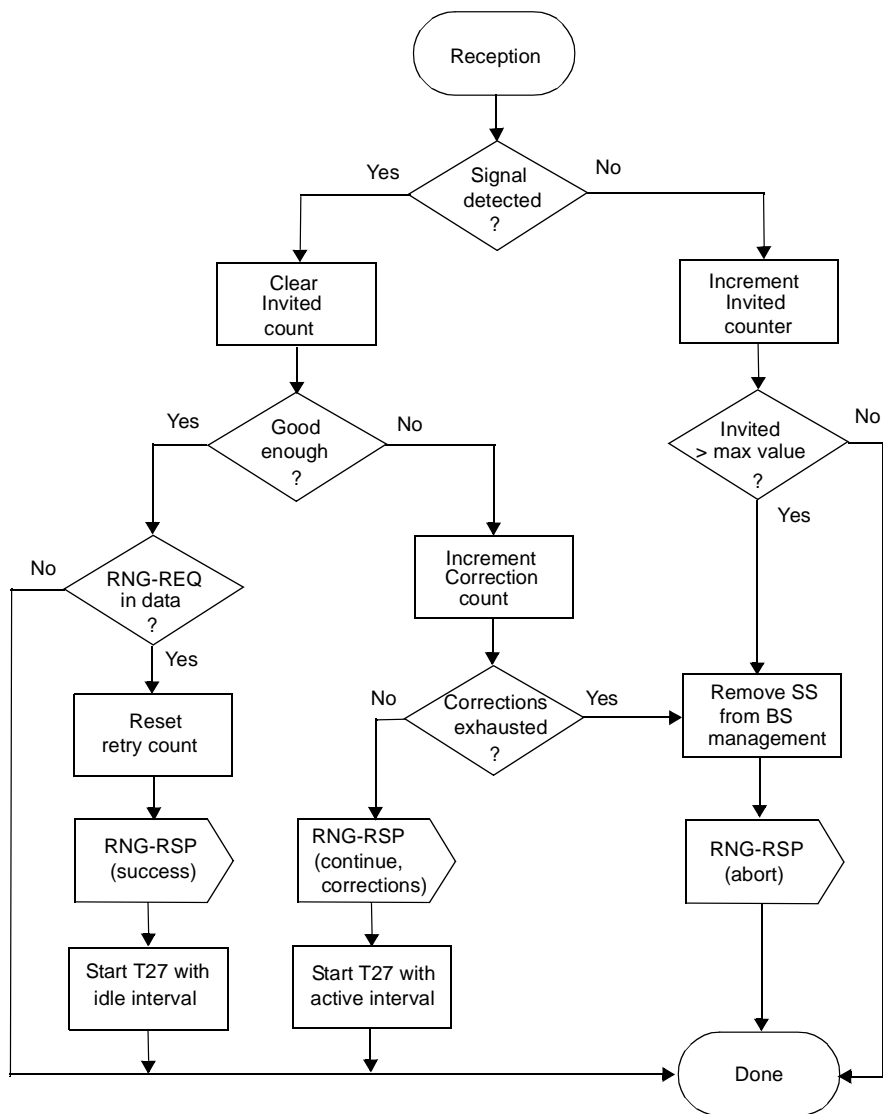 Reception
Yes
Signal
detected
?
No
Clear
Invited
count
Increment
Invited
counter
Yes
Good
enough
?
No
Invited
> max value
?
No
Yes
No
RNG-REQ
in data
?
Yes
Increment
Correction
count
Reset
retry count
No
Corrections
exhausted
?
Yes
Remove SS
from BS
management
RNG-RSP
(success)
RNG-RSP
(continue,
corrections)
RNG-RSP
(abort)
Start T27 with
idle interval
Start T27 with
active interval
Done